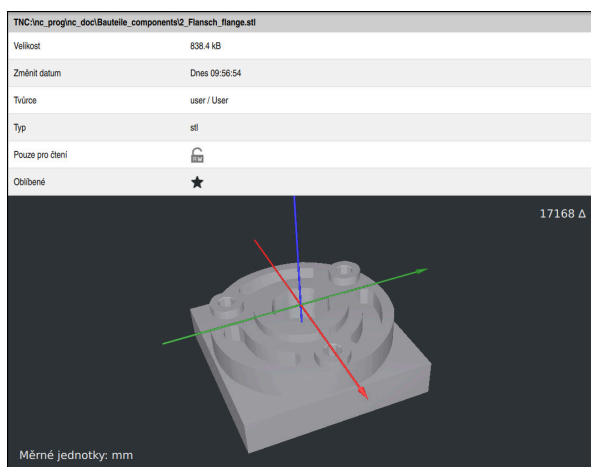 TNC:\nc_prog\nc_doc\Bauteile_components\2_Flansch_flange.stl
Velikost 838.4 kB
Změnit datum Dnes 09:56:54
Tvůrce user / User
Typ stl
Pouze pro čtení RW
Oblíbené
17168 Δ
Měrné jednotky: mm